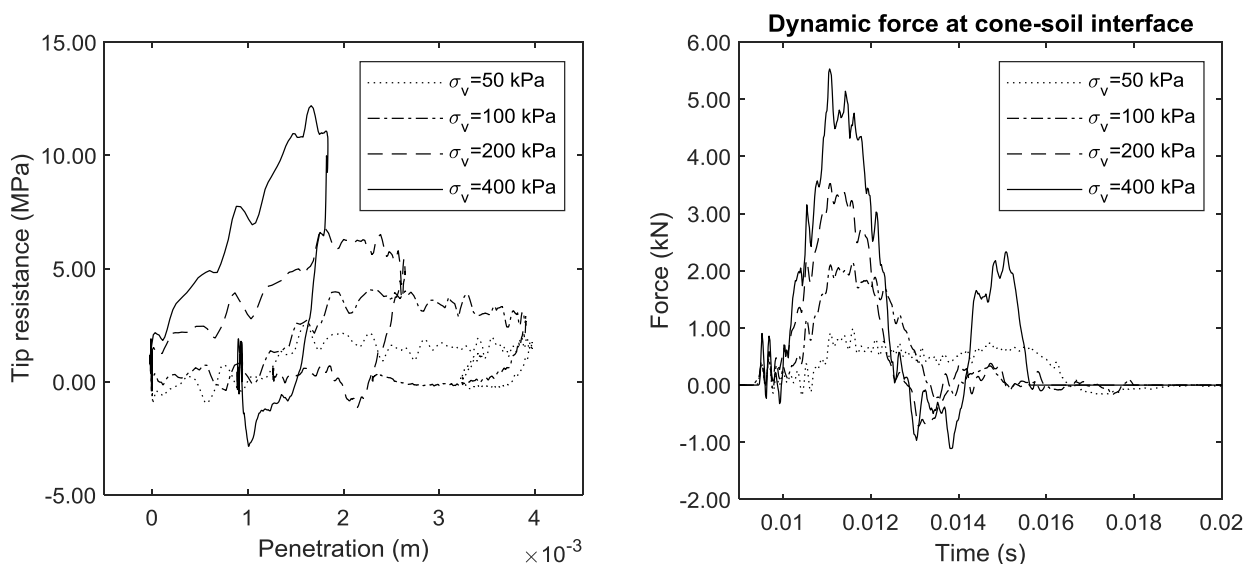 15.00
10.00
5.00
0.00
-5.00
Tip resistance (MPa)
σv=50 kPa
σv=100 kPa
σv=200 kPa
σv=400 kPa
0 1 2 3 4
Penetration (m)
×10-3
Dynamic force at cone-soil interface
6.00
5.00
4.00
3.00
2.00
1.00
0.00
-1.00
-2.00
Force (kN)
σv=50 kPa
σv=100 kPa
σv=200 kPa
σv=400 kPa
0.01 0.012 0.014 0.016 0.018 0.02
Time (s)